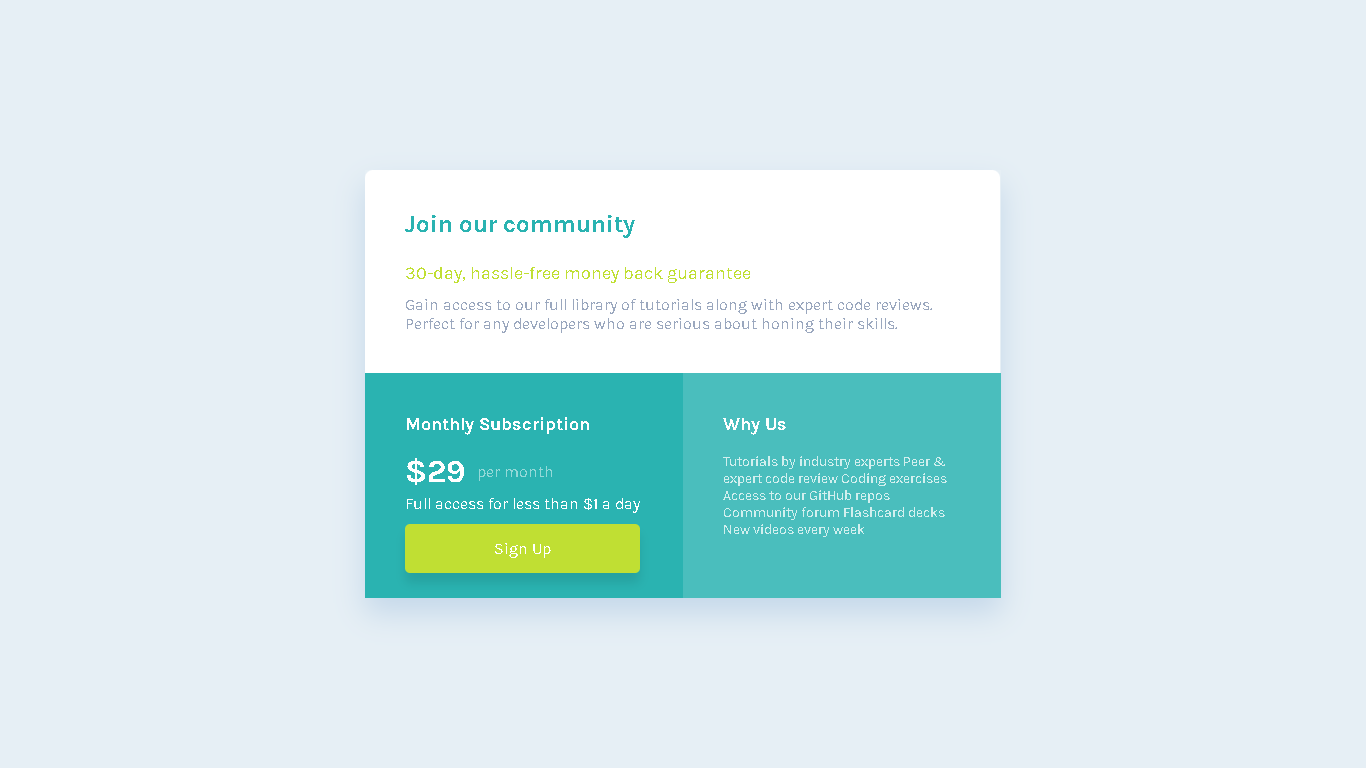 Join our community
30-day, hassle-free money back guarantee
Gain access to our full library of tutorials along with expert code reviews.
Perfect for any developers who are serious about honing their skills.
Monthly Subscription
$29 per month
Full access for less than $1 a day
Sign Up
Why Us
Tutorials by industry experts Peer &
expert code review Coding exercises
Access to our GitHub repos
Community forum Flashcard decks
New videos every week